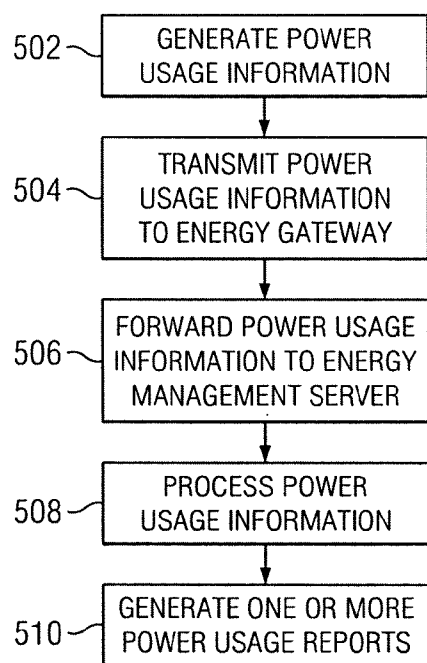 502
GENERATE POWER
USAGE INFORMATION
504
TRANSMIT POWER
USAGE INFORMATION
TO ENERGY GATEWAY
506
FORWARD POWER USAGE
INFORMATION TO ENERGY
MANAGEMENT SERVER
508
PROCESS POWER
USAGE INFORMATION
510
GENERATE ONE OR MORE
POWER USAGE REPORTS